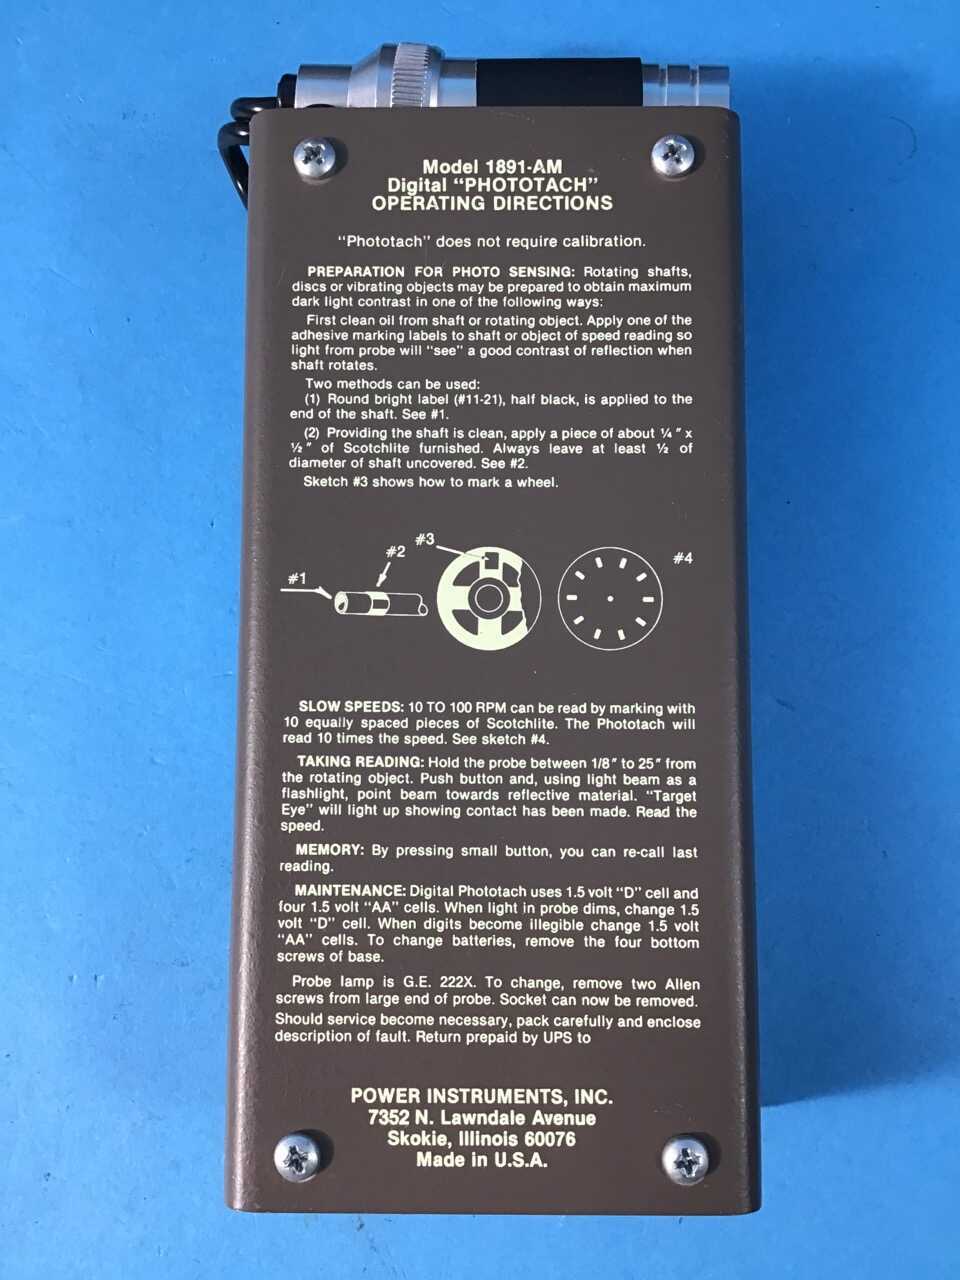 Model 1891-AM
Digital "PHOTOTACH"
OPERATING DIRECTIONS
"Phototach" does not require calibration.
PREPARATION FOR PHOTO SENSING: Rotating shafts,
discs or vibrating objects may be prepared to obtain maximum
dark light contrast in one of the following ways:
First clean oil from shaft or rotating object. Apply one of the
adhesive marking labels to shaft or object of speed reading so
light from probe will "see" a good contrast of reflection when
shaft rotates.
Two methods can be used:
(1) Round bright label (#11-21), half black, is applied to the
end of the shaft. See #1.
(2) Providing the shaft is clean, apply a piece of about ¼" x
½" of Scotchlite furnished. Always leave at least ½ of
diameter of shaft uncovered. See #2.
Sketch #3 shows how to mark a wheel.
#1
#2
#3
#4
SLOW SPEEDS: 10 TO 100 RPM can be read by marking with
10 equally spaced pieces of Scotchlite. The Phototach will
read 10 times the speed. See sketch #4.
TAKING READING: Hold the probe between 1/8" to 25" from
the rotating object. Push button and, using light beam as a
flashlight, point beam towards reflective material. "Target
Eye" will light up showing contact has been made. Read the
speed.
MEMORY: By pressing small button, you can re-call last
reading.
MAINTENANCE: Digital Phototach uses 1.5 volt "D" cell and
four 1.5 volt "AA" cells. When light in probe dims, change 1.5
volt "D" cell. When digits become illegible change 1.5 volt
"AA" cells. To change batteries, remove the four bottom
screws of base.
Probe lamp is G.E. 222X. To change, remove two Allen
screws from large end of probe. Socket can now be removed.
Should service become necessary, pack carefully and enclose
description of fault. Return prepaid by UPS to
POWER INSTRUMENTS, INC.
7352 N. Lawndale Avenue
Skokie, Illinois 60076
Made in U.S.A.